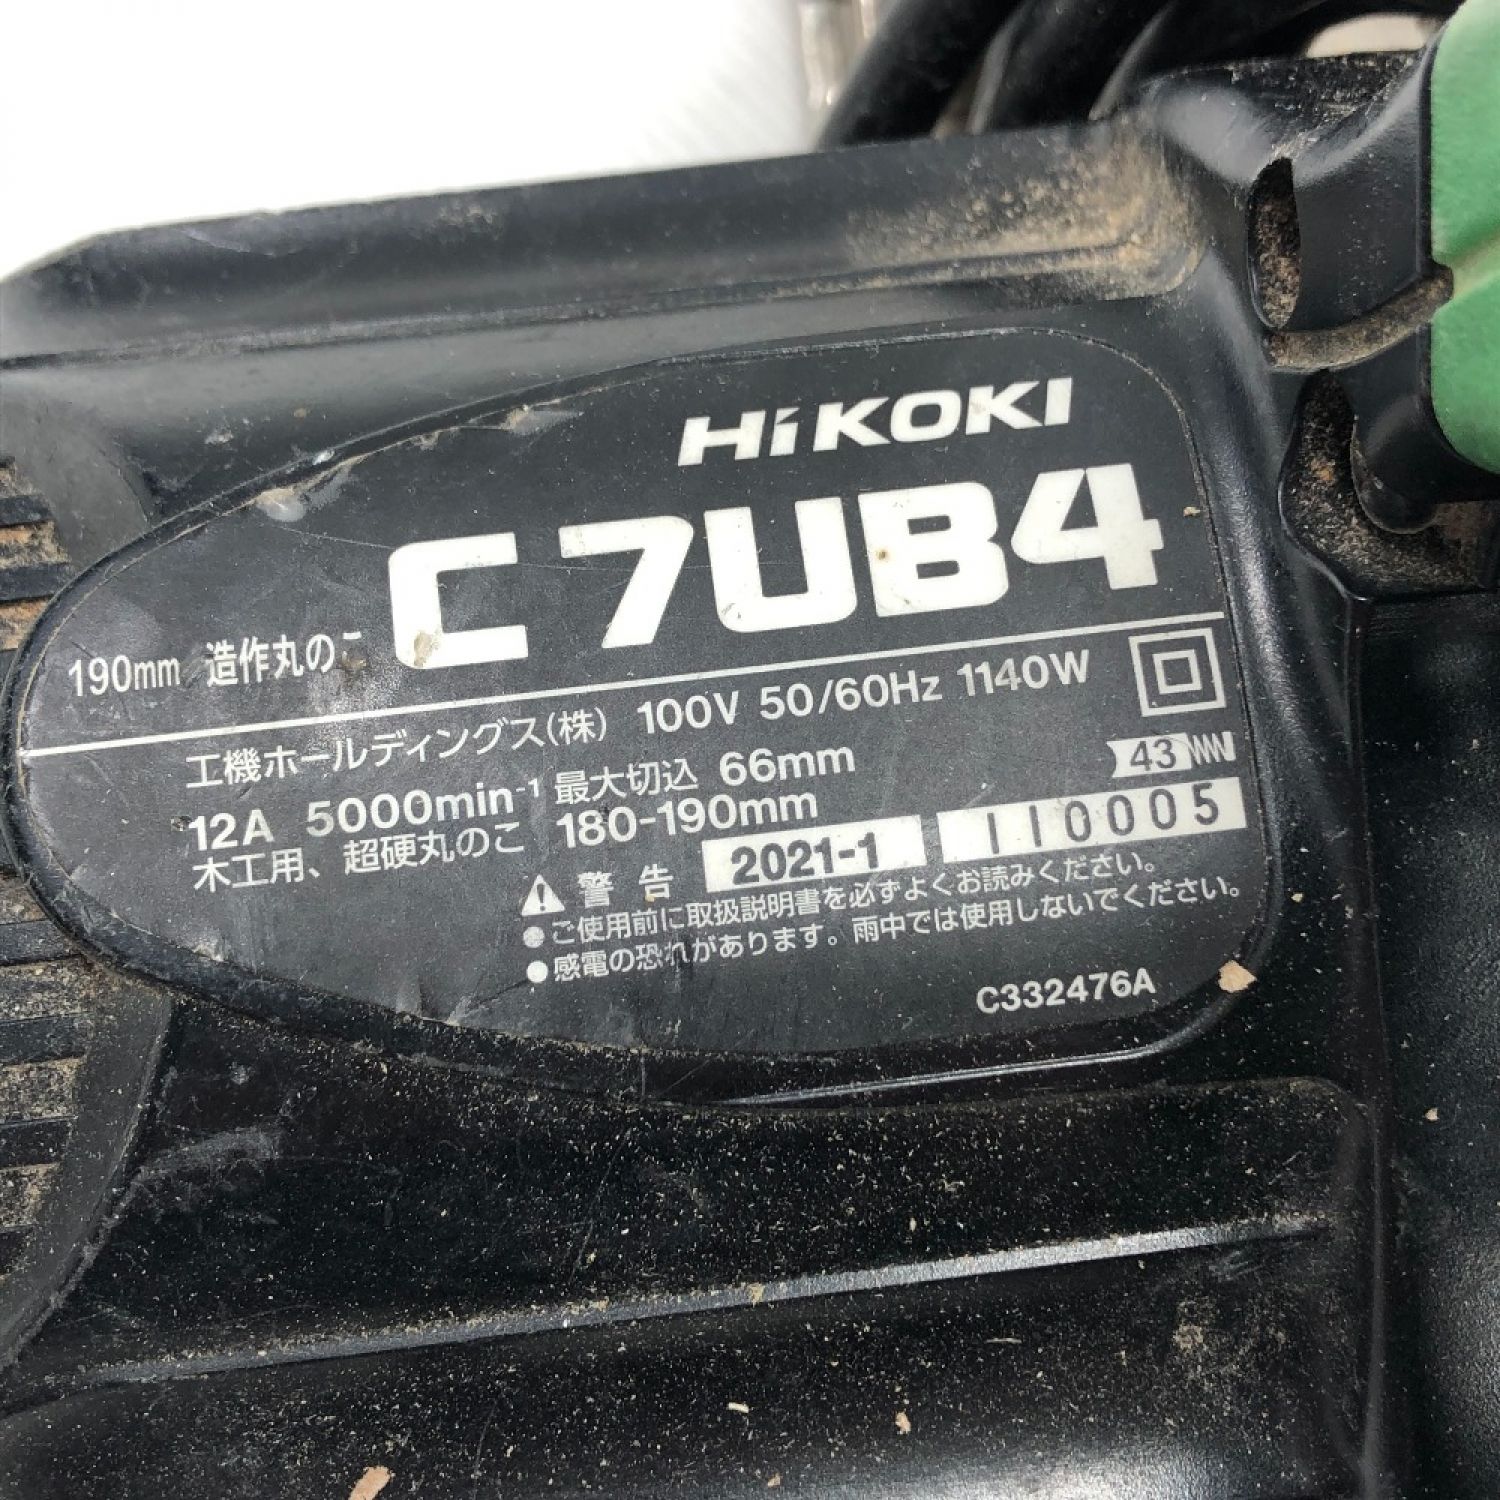 HiKOKI
190mm 造作丸のこ C7UB4
工機ホールディングス(株) 100V 50/60Hz 1140W
12A 5000min⁻¹ 最大切込 66mm 43
木工用、超硬丸のこ 180-190mm
⚠ 警告 2021-1 110005
●ご使用前に取扱説明書を必ずよくお読みください。
●感電の恐れがあります。雨中では使用しないでください。
C332476A